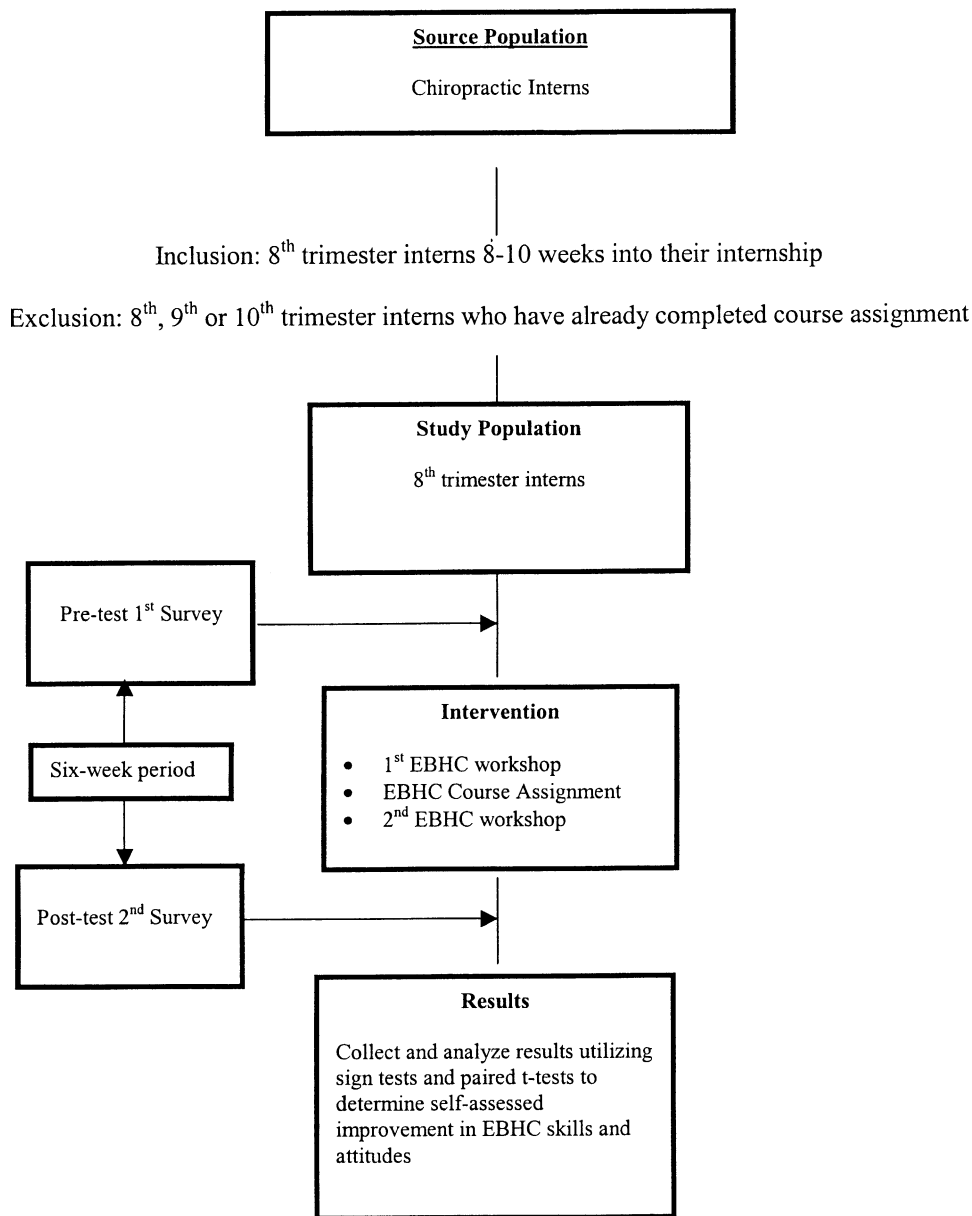 Source Population
Chiropractic Interns
Inclusion: 8th trimester interns 8-10 weeks into their internship
Exclusion: 8th, 9th or 10th trimester interns who have already completed course assignment
Study Population
8th trimester interns
Pre-test 1st Survey
Intervention
• 1st EBHC workshop
• EBHC Course Assignment
• 2nd EBHC workshop
Six-week period
Post-test 2nd Survey
Results
Collect and analyze results utilizing
sign tests and paired t-tests to
determine self-assessed
improvement in EBHC skills and
attitudes